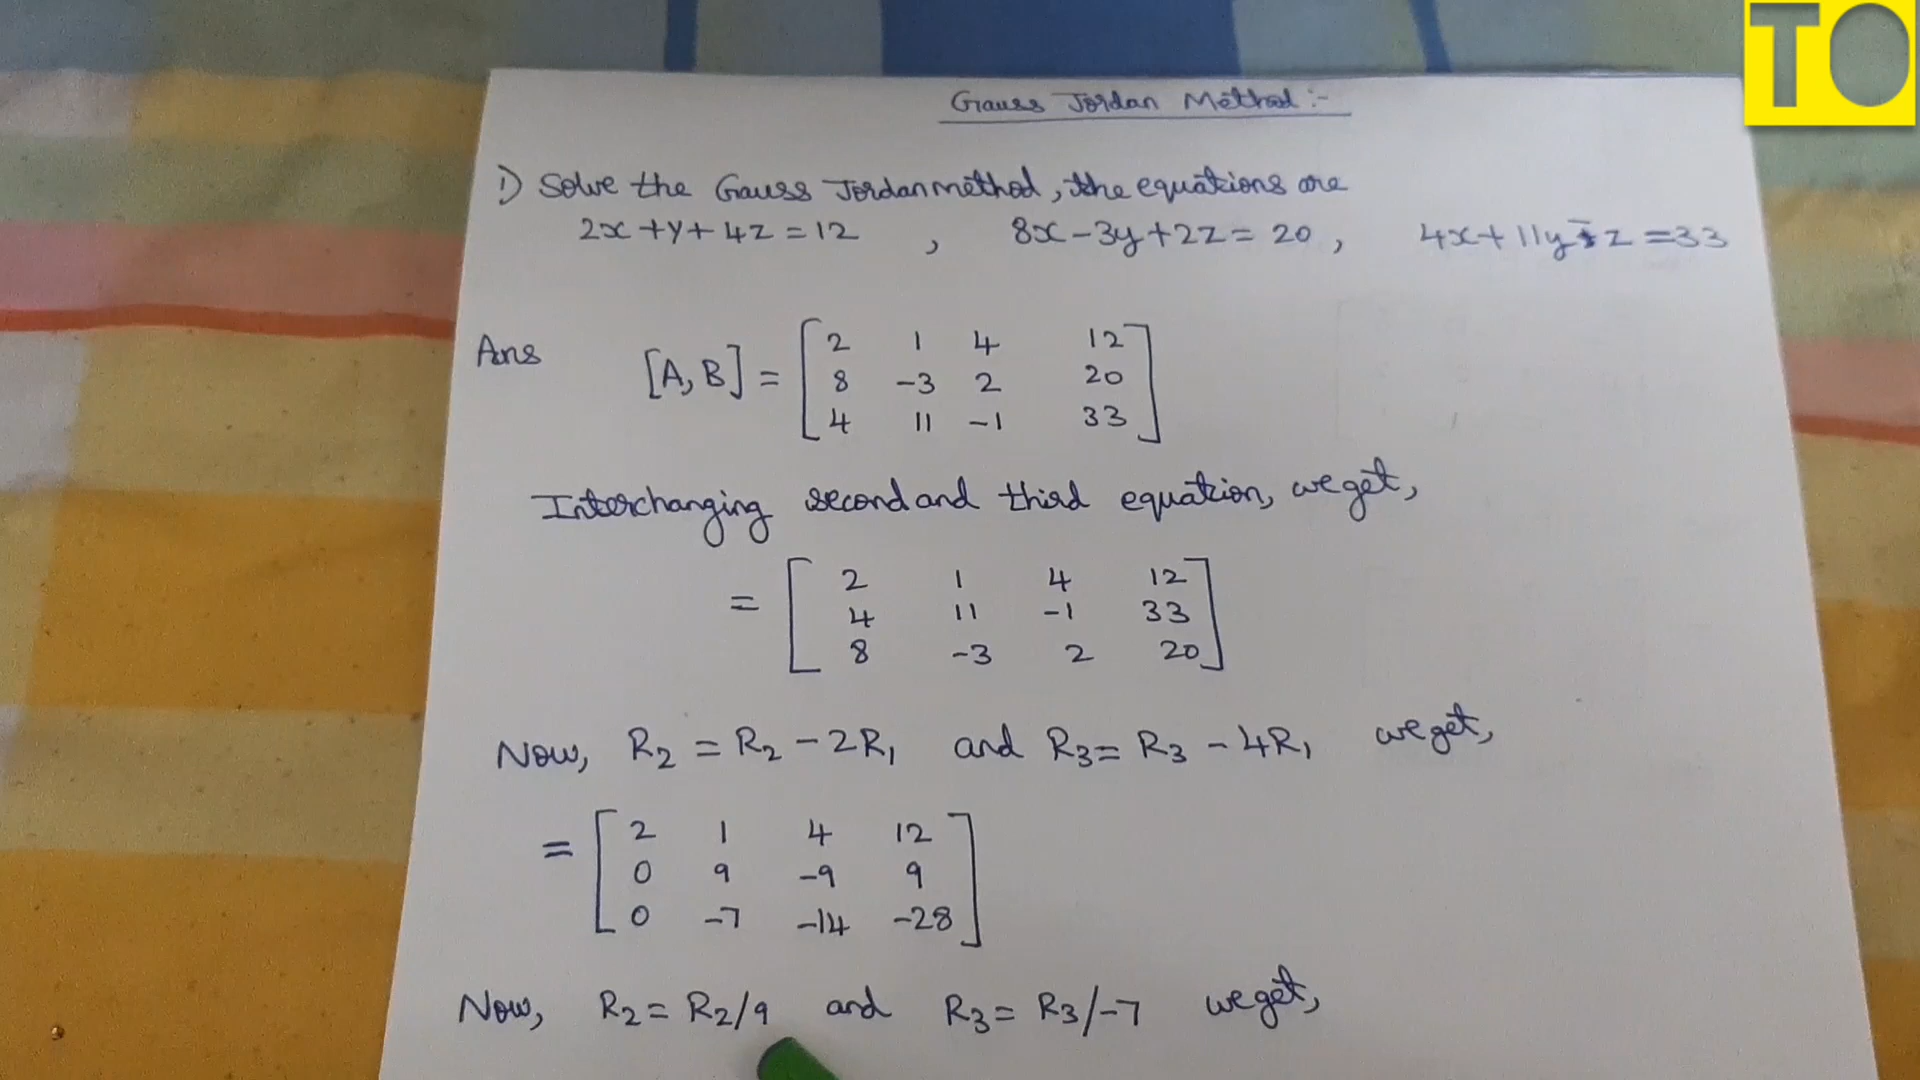 TO
Gauss Jordan Method :-
1) Solve the Gauss Jordan method, the equations are
2x + y + 4z = 12 , 8x - 3y + 2z = 20 , 4x + 11y - z = 33
Ans [A, B] = [ 2 1 4 12
8 -3 2 20
4 11 -1 33 ]
Interchanging second and third equation, we get,
= [ 2 1 4 12
4 11 -1 33
8 -3 2 20 ]
Now, R2 = R2 - 2R1 and R3 = R3 - 4R1 we get,
= [ 2 1 4 12
0 9 -9 9
0 -7 -14 -28 ]
Now, R2 = R2/9 and R3 = R3/-7 we get,